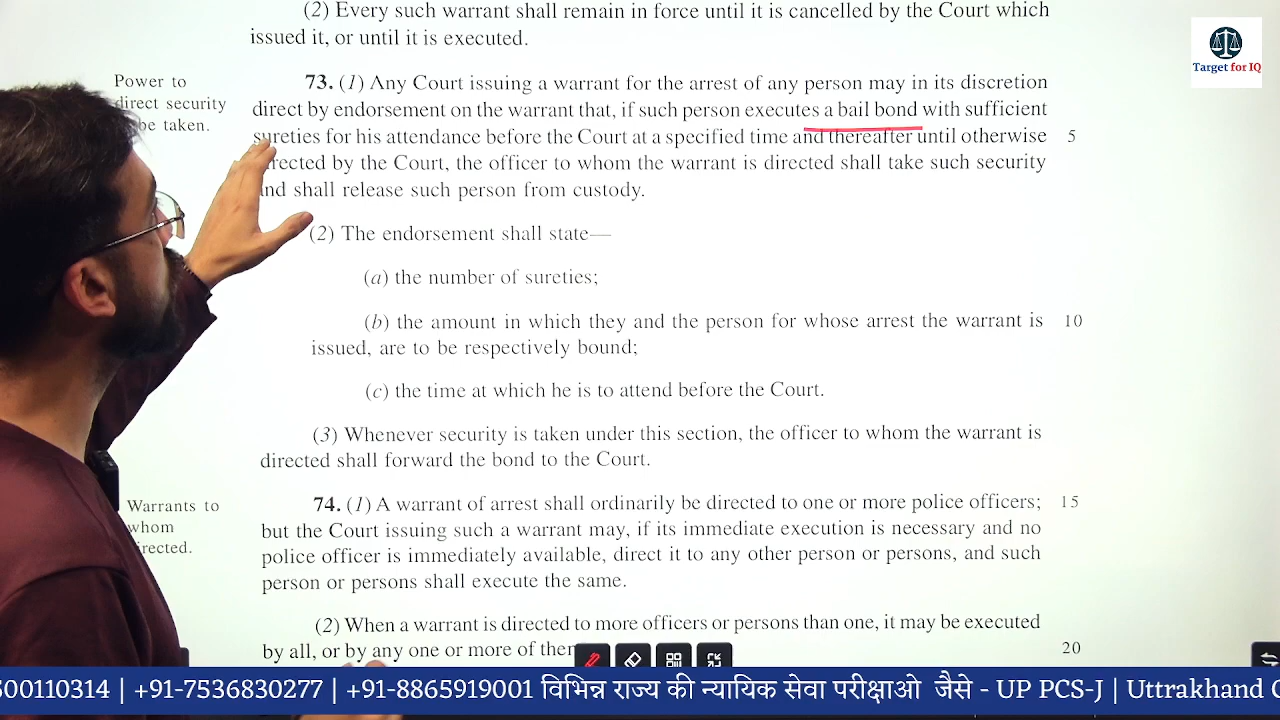 (2) Every such warrant shall remain in force until it is cancelled by the Court which
issued it, or until it is executed.
Target for IQ
Power to
direct security
be taken.
73. (1) Any Court issuing a warrant for the arrest of any person may in its discretion
direct by endorsement on the warrant that, if such person executes a bail bond with sufficient
sureties for his attendance before the Court at a specified time and thereafter until otherwise 5
directed by the Court, the officer to whom the warrant is directed shall take such security
and shall release such person from custody.
(2) The endorsement shall state—
(a) the number of sureties;
(b) the amount in which they and the person for whose arrest the warrant is 10
issued, are to be respectively bound;
(c) the time at which he is to attend before the Court.
(3) Whenever security is taken under this section, the officer to whom the warrant is
directed shall forward the bond to the Court.
Warrants to
whom
directed.
74. (1) A warrant of arrest shall ordinarily be directed to one or more police officers; 15
but the Court issuing such a warrant may, if its immediate execution is necessary and no
police officer is immediately available, direct it to any other person or persons, and such
person or persons shall execute the same.
(2) When a warrant is directed to more officers or persons than one, it may be executed
by all, or by any one or more of them 20
500110314 | +91-7536830277 | +91-8865919001 विभिन्न राज्य की न्यायिक सेवा परीक्षाओ जैसे - UP PCS-J | Uttrakhand